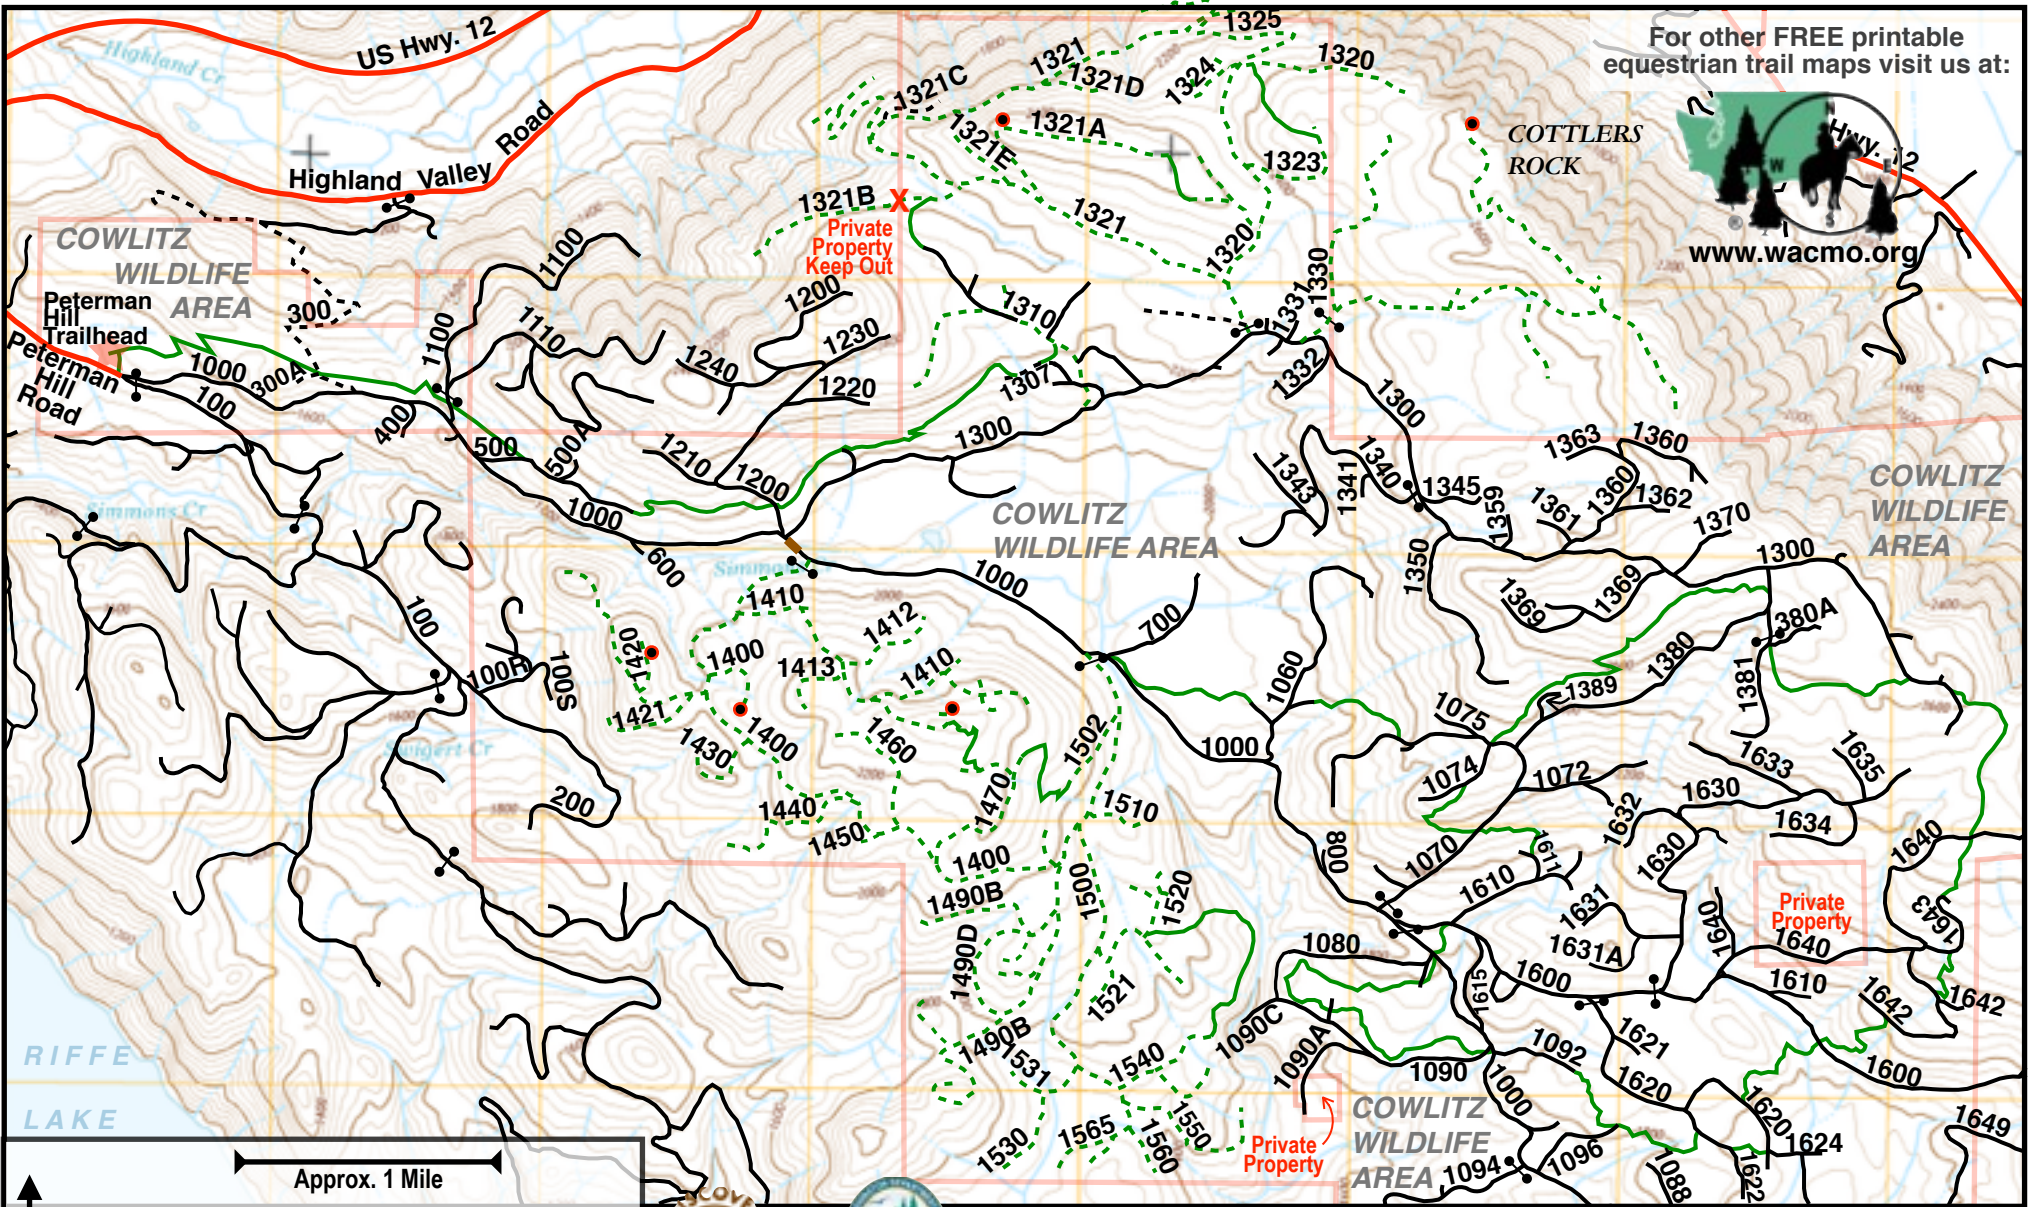 US Hwy. 12
Highland Cr
Highland Valley Road
For other FREE printable
equestrian trail maps visit us at:
Hwy. 12
N
W
E
S
®
www.wacmo.org
COTTLERS
ROCK
1325
1321
1321C
1321D
1324
1320
1321A
1321E
1323
1321B
X
Private
Property
Keep Out
1321
1320
1330
1331
1332
COWLITZ
WILDLIFE
AREA
Peterman
Hill
Trailhead
Peterman
Hill
Road
300
1000
300A
100
400
1100
1100
1110
500
500A
1200
1230
1240
1220
1210
1200
1310
1307
1300
1300
1000
600
1343
1341
1340
1345
1359
1363
1360
1360
1362
1361
1370
1350
1369
1369
1300
COWLITZ
WILDLIFE AREA
COWLITZ
WILDLIFE
AREA
Simmons Cr
100
100R
100S
Swigert Cr
200
1000
700
1410
1412
1420
1400
1413
1410
1421
1430
1400
1460
1440
1450
1470
1400
1490B
1490D
1490B
1502
1510
1500
1520
1521
1531
1530
1540
1550
1560
1565
1060
1000
1075
1074
1072
1070
800
1080
1090C
1090A
1090
1000
1092
1094
1096
1088
380A
1380
1381
1389
1633
1635
1630
1632
1634
1630
1611
1610
1631
1631A
1640
1640
1640
1643
1642
1642
1610
1615
1600
1600
1621
1620
1620
1622
1624
1649
Private
Property
Private
Property
COWLITZ
WILDLIFE
AREA
RIFFE
LAKE
Approx. 1 Mile